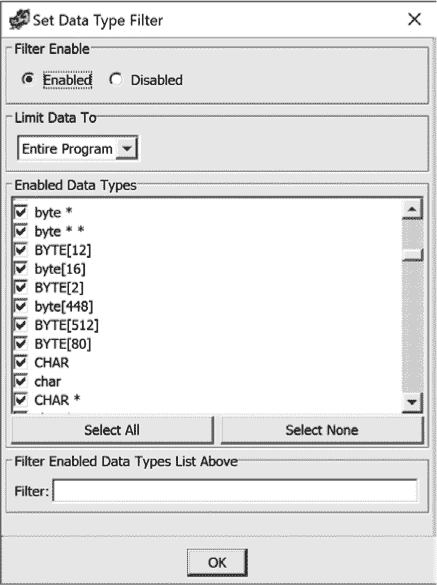 Set Data Type Filter
Filter Enable
Enabled Disabled
Limit Data To
Entire Program
Enabled Data Types
byte *
byte * *
BYTE[12]
byte[16]
BYTE[2]
byte[448]
BYTE[512]
BYTE[80]
CHAR
char
CHAR *
Select All Select None
Filter Enabled Data Types List Above
Filter:
OK